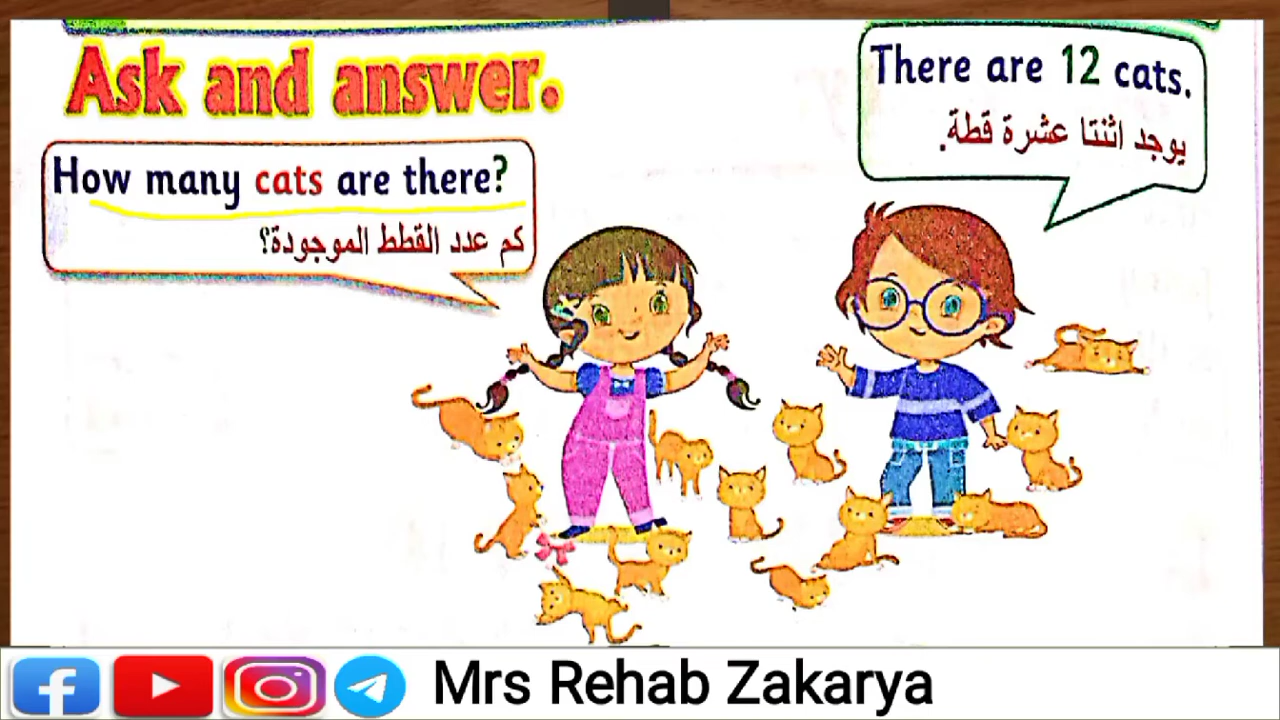 Ask and answer.
There are 12 cats.
يوجد اثنتا عشرة قطة.
How many cats are there?
كم عدد القطط الموجودة؟
Mrs Rehab Zakarya